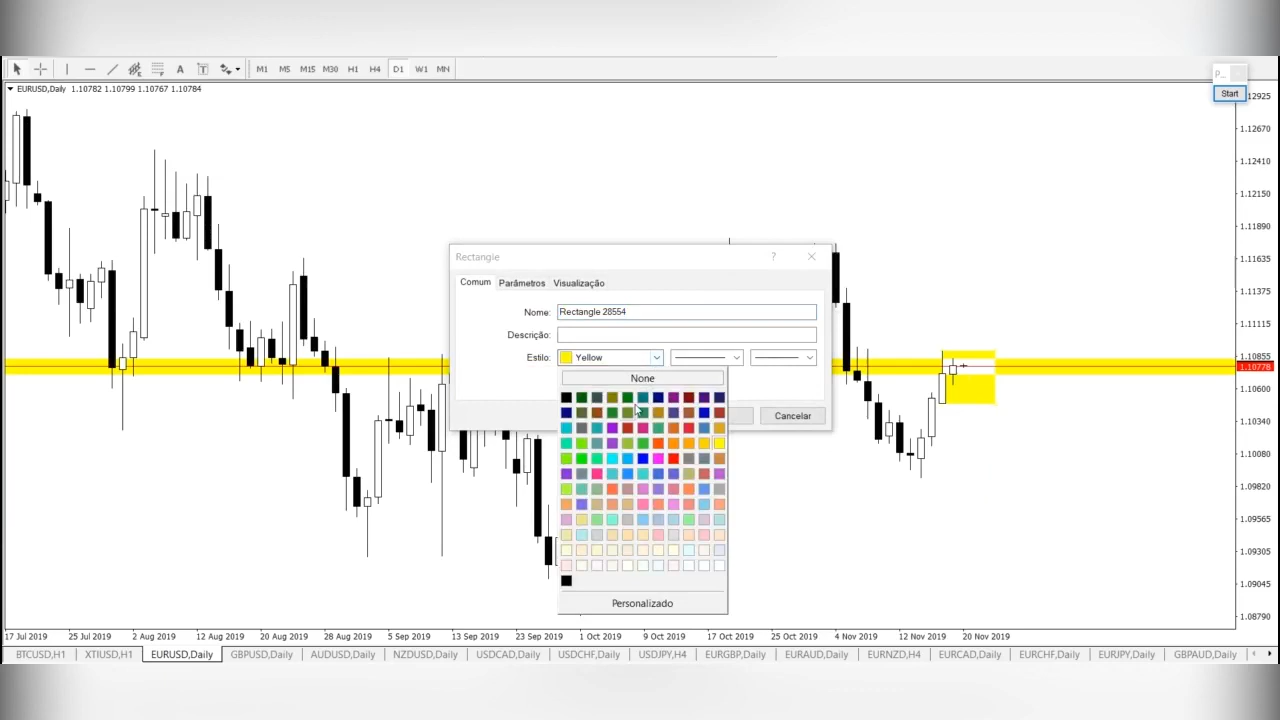 M1 M5 M15 M30 H1 H4 D1 W1 MN
P...
EURUSD,Daily 1.10782 1.10799 1.10767 1.10784
Start
12925
1.12670
1.12410
1.12150
1.11890
1.11635
1.11375
1.11115
1.10855
1.10778
1.10600
1.10340
1.10080
1.09820
1.09565
1.09305
1.09045
1.08790
Rectangle
?
Comum Parâmetros Visualização
Nome: Rectangle 28554
Descrição:
Estilo: Yellow
None
Cancelar
Personalizado
17 Jul 2019 25 Jul 2019 2 Aug 2019 12 Aug 2019 20 Aug 2019 28 Aug 2019 5 Sep 2019 13 Sep 2019 23 Sep 2019 1 Oct 2019 9 Oct 2019 17 Oct 2019 25 Oct 2019 4 Nov 2019 12 Nov 2019 20 Nov 2019
BTCUSD,H1 XTIUSD,H1 EURUSD,Daily GBPUSD,Daily AUDUSD,Daily NZDUSD,Daily USDCAD,Daily USDCHF,Daily USDJPY,H4 EURGBP,Daily EURAUD,Daily EURNZD,H4 EURCAD,Daily EURCHF,Daily EURJPY,Daily GBPAUD,Daily